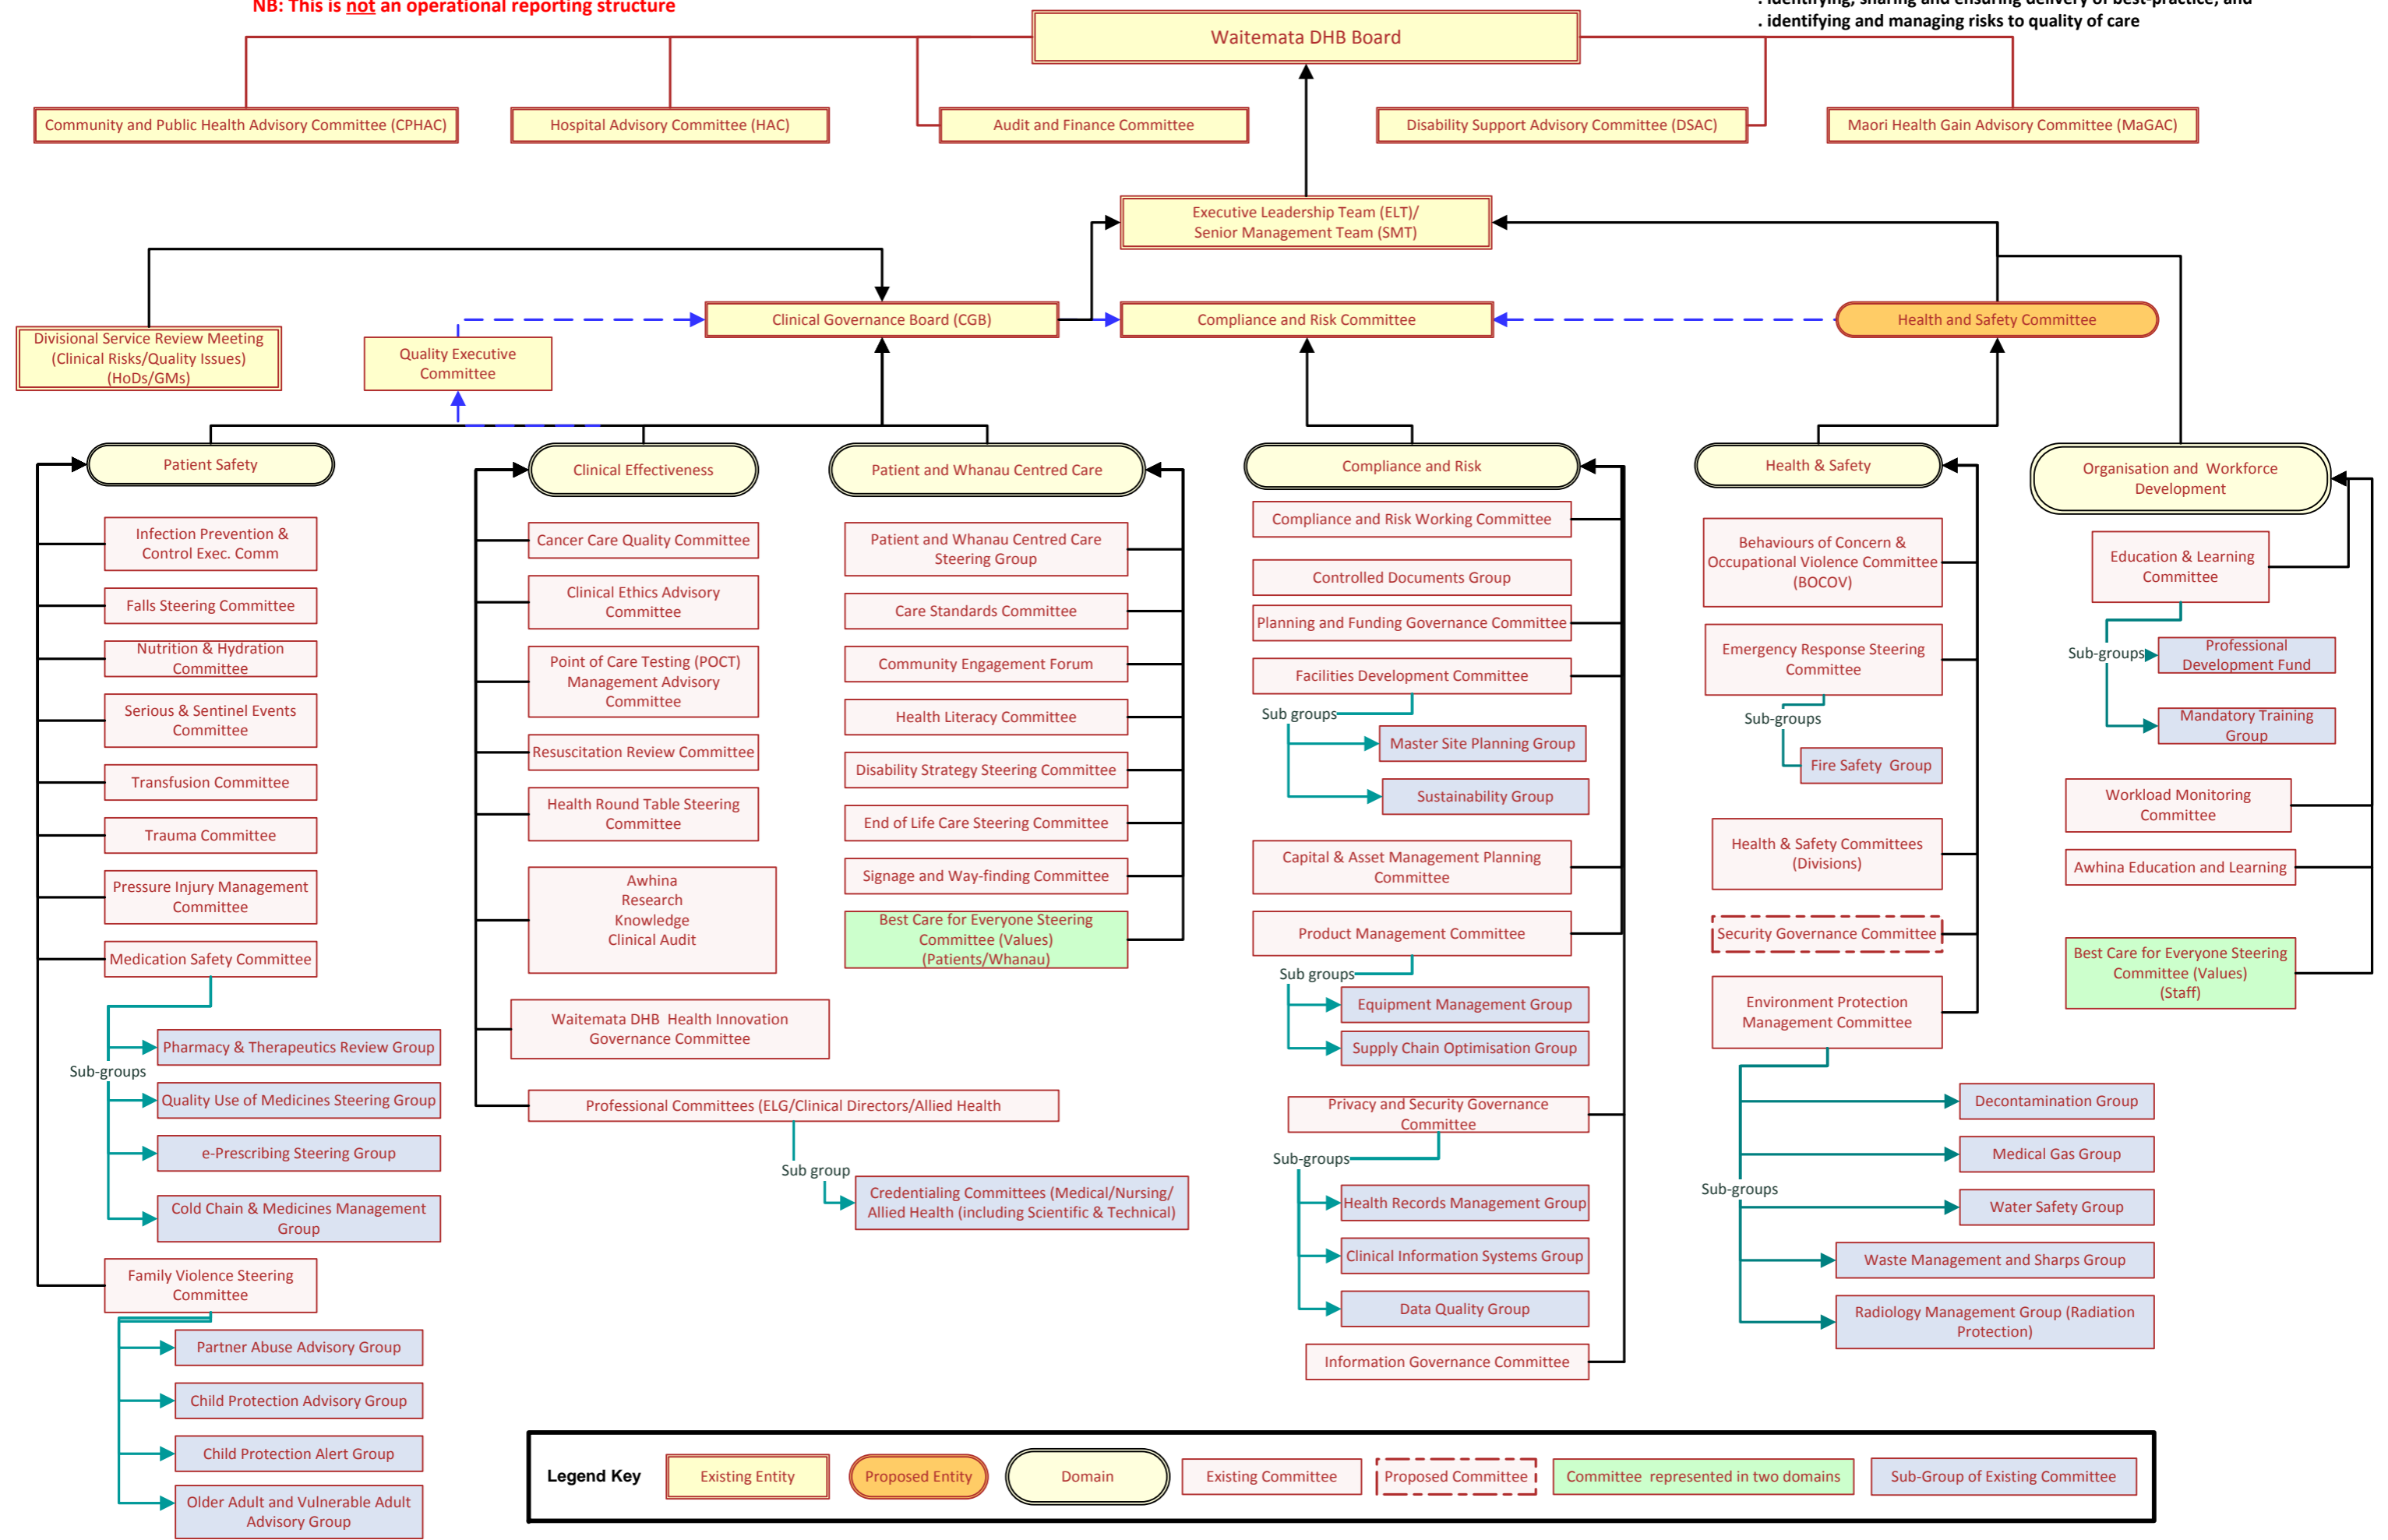 NB: This is not an operational reporting structure
. identifying, sharing and ensuring delivery of best-practice; and
. identifying and managing risks to quality of care
Waitemata DHB Board
Community and Public Health Advisory Committee (CPHAC)
Hospital Advisory Committee (HAC)
Audit and Finance Committee
Disability Support Advisory Committee (DSAC)
Maori Health Gain Advisory Committee (MaGAC)
Executive Leadership Team (ELT)/
Senior Management Team (SMT)
Divisional Service Review Meeting
(Clinical Risks/Quality Issues)
(HoDs/GMs)
Quality Executive
Committee
Clinical Governance Board (CGB)
Compliance and Risk Committee
Health and Safety Committee
Patient Safety
Infection Prevention &
Control Exec. Comm
Falls Steering Committee
Nutrition & Hydration
Committee
Serious & Sentinel Events
Committee
Transfusion Committee
Trauma Committee
Pressure Injury Management
Committee
Medication Safety Committee
Sub-groups
Pharmacy & Therapeutics Review Group
Quality Use of Medicines Steering Group
e-Prescribing Steering Group
Cold Chain & Medicines Management
Group
Family Violence Steering
Committee
Partner Abuse Advisory Group
Child Protection Advisory Group
Child Protection Alert Group
Older Adult and Vulnerable Adult
Advisory Group
Clinical Effectiveness
Cancer Care Quality Committee
Clinical Ethics Advisory
Committee
Point of Care Testing (POCT)
Management Advisory
Committee
Resuscitation Review Committee
Health Round Table Steering
Committee
Awhina
Research
Knowledge
Clinical Audit
Waitemata DHB Health Innovation
Governance Committee
Professional Committees (ELG/Clinical Directors/Allied Health
Sub group
Credentialing Committees (Medical/Nursing/
Allied Health (including Scientific & Technical)
Patient and Whanau Centred Care
Patient and Whanau Centred Care
Steering Group
Care Standards Committee
Community Engagement Forum
Health Literacy Committee
Disability Strategy Steering Committee
End of Life Care Steering Committee
Signage and Way-finding Committee
Best Care for Everyone Steering
Committee (Values)
(Patients/Whanau)
Compliance and Risk
Compliance and Risk Working Committee
Controlled Documents Group
Planning and Funding Governance Committee
Facilities Development Committee
Sub groups
Master Site Planning Group
Sustainability Group
Capital & Asset Management Planning
Committee
Product Management Committee
Sub groups
Equipment Management Group
Supply Chain Optimisation Group
Privacy and Security Governance
Committee
Sub-groups
Health Records Management Group
Clinical Information Systems Group
Data Quality Group
Information Governance Committee
Health & Safety
Behaviours of Concern &
Occupational Violence Committee
(BOCOV)
Emergency Response Steering
Committee
Sub-groups
Fire Safety Group
Health & Safety Committees
(Divisions)
Security Governance Committee
Environment Protection
Management Committee
Sub-groups
Decontamination Group
Medical Gas Group
Water Safety Group
Waste Management and Sharps Group
Radiology Management Group (Radiation
Protection)
Organisation and Workforce
Development
Education & Learning
Committee
Sub-groups
Professional
Development Fund
Mandatory Training
Group
Workload Monitoring
Committee
Awhina Education and Learning
Best Care for Everyone Steering
Committee (Values)
(Staff)
Legend Key
Existing Entity
Proposed Entity
Domain
Existing Committee
Proposed Committee
Committee represented in two domains
Sub-Group of Existing Committee